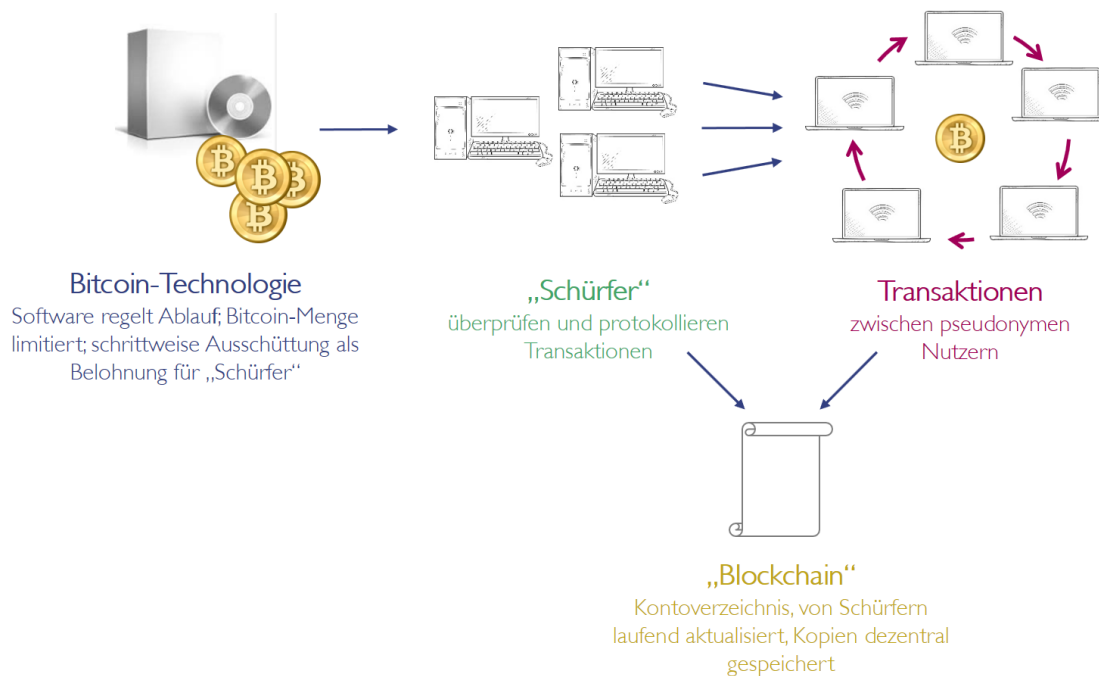 Bitcoin-Technologie
Software regelt Ablauf; Bitcoin-Menge
limitiert; schrittweise Ausschüttung als
Belohnung für „Schürfer“
„Schürfer“
überprüfen und protokollieren
Transaktionen
Transaktionen
zwischen pseudonymen
Nutzern
„Blockchain“
Kontoverzeichnis, von Schürfern
laufend aktualisiert, Kopien dezentral
gespeichert